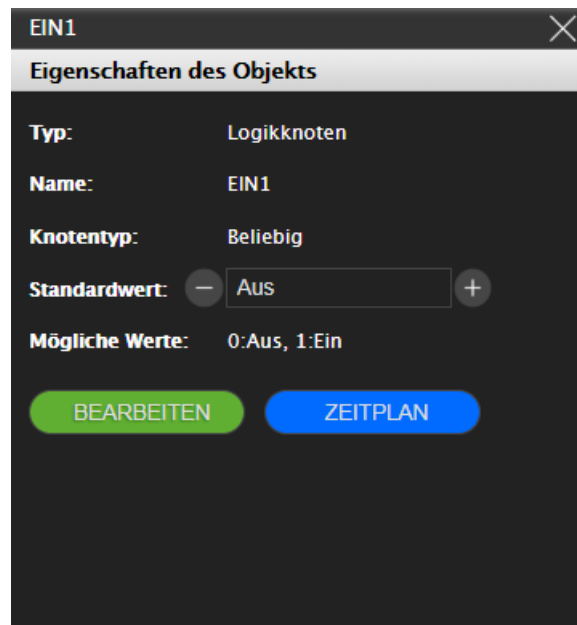 EIN1
Eigenschaften des Objekts
Typ: Logikknoten
Name: EIN1
Knotentyp: Beliebig
Standardwert: − Aus +
Mögliche Werte: 0:Aus, 1:Ein
BEARBEITEN ZEITPLAN